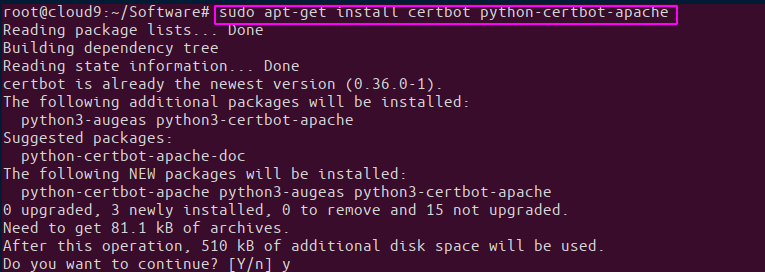 root@cloud9:~/Software# sudo apt-get install certbot python-certbot-apache
Reading package lists... Done
Building dependency tree
Reading state information... Done
certbot is already the newest version (0.36.0-1).
The following additional packages will be installed:
  python3-augeas python3-certbot-apache
Suggested packages:
  python-certbot-apache-doc
The following NEW packages will be installed:
  python-certbot-apache python3-augeas python3-certbot-apache
0 upgraded, 3 newly installed, 0 to remove and 15 not upgraded.
Need to get 81.1 kB of archives.
After this operation, 510 kB of additional disk space will be used.
Do you want to continue? [Y/n] y